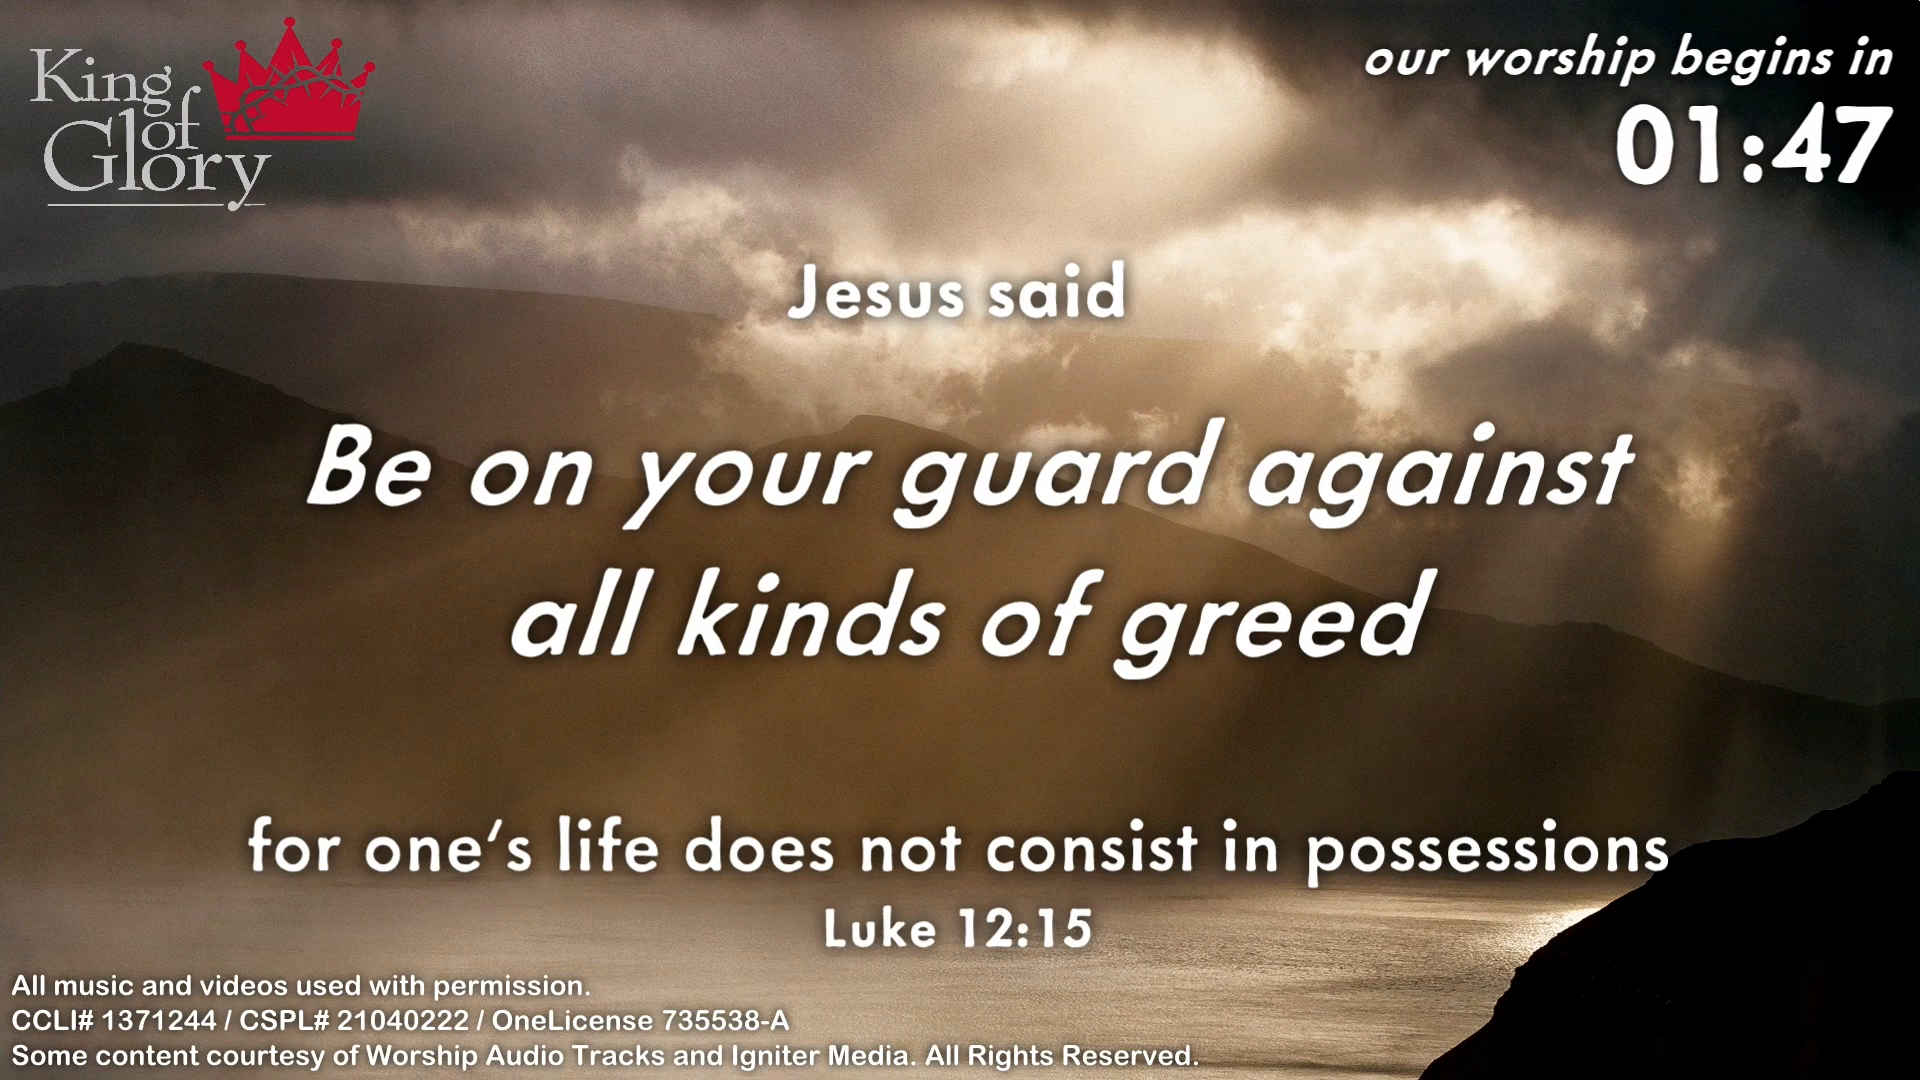 King
of
Glory
our worship begins in
01:47
Jesus said
Be on your guard against
all kinds of greed
for one's life does not consist in possessions
Luke 12:15
All music and videos used with permission.
CCLI# 1371244 / CSPL# 21040222 / OneLicense 735538-A
Some content courtesy of Worship Audio Tracks and Igniter Media. All Rights Reserved.